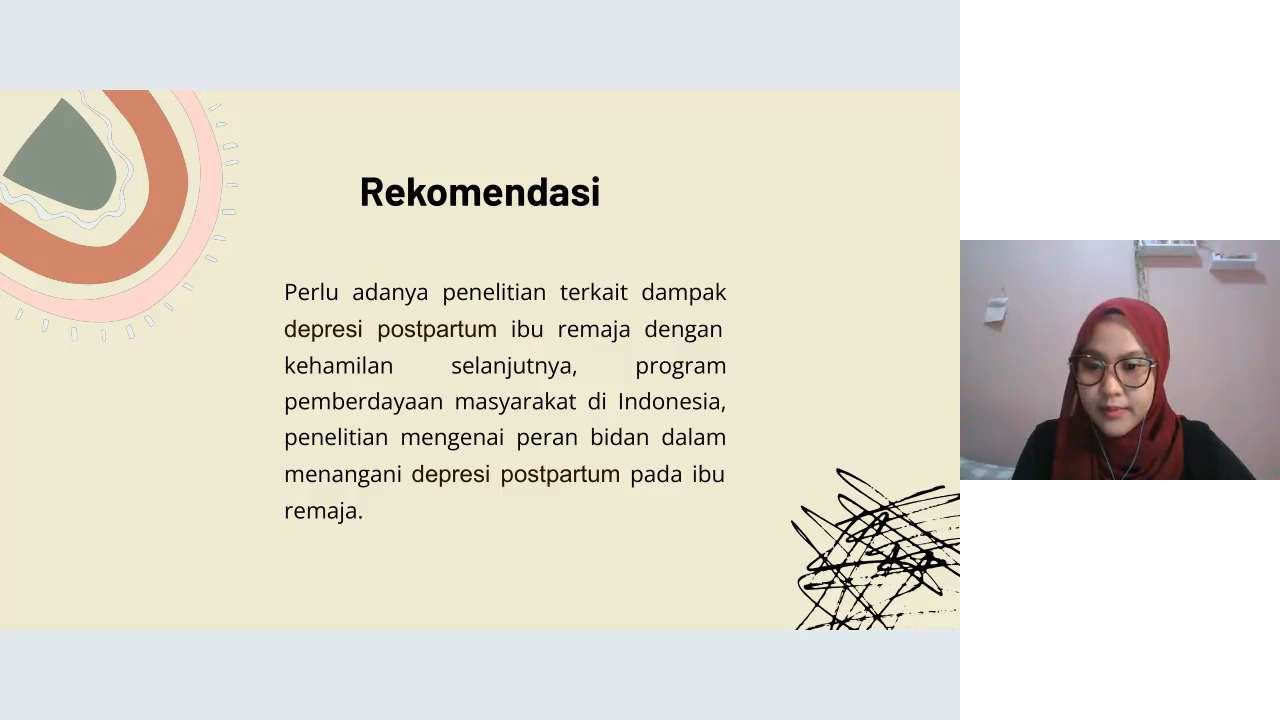 Rekomendasi
Perlu adanya penelitian terkait dampak
depresi postpartum ibu remaja dengan
kehamilan selanjutnya, program
pemberdayaan masyarakat di Indonesia,
penelitian mengenai peran bidan dalam
menangani depresi postpartum pada ibu
remaja.